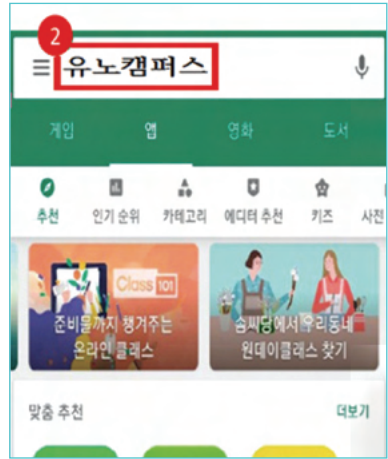 2
유노캠퍼스
게임 앱 영화 도서
추천 인기 순위 카테고리 에디터 추천 키즈 사전
Class 101
준비물까지 챙겨주는
온라인 클래스
솜씨당에서 우리동네
원데이클래스 찾기
맞춤 추천 더보기